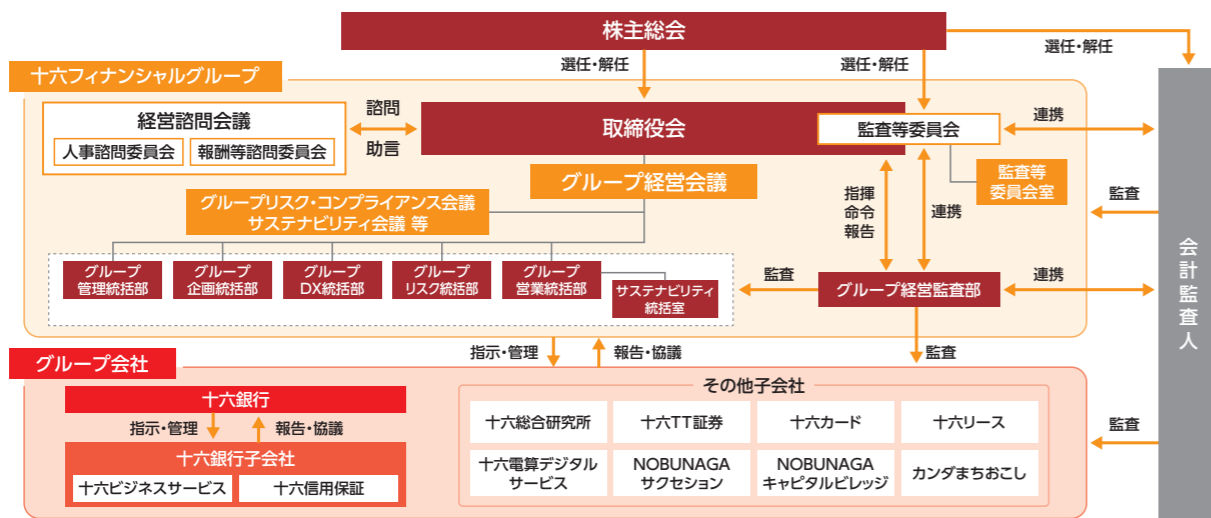 株主総会
選任・解任
選任・解任
選任・解任
十六フィナンシャルグループ
経営諮問会議
人事諮問委員会
報酬等諮問委員会
諮問
助言
取締役会
監査等委員会
連携
監査等
委員会室
グループ経営会議
グループリスク・コンプライアンス会議
サステナビリティ会議 等
指揮
命令
報告
連携
監査
会計監査人
グループ
管理統括部
グループ
企画統括部
グループ
DX統括部
グループ
リスク統括部
グループ
営業統括部
サステナビリティ
統括室
監査
グループ経営監査部
連携
指示・管理
報告・協議
監査
グループ会社
十六銀行
指示・管理
報告・協議
十六銀行子会社
十六ビジネスサービス
十六信用保証
その他子会社
十六総合研究所
十六TT証券
十六カード
十六リース
十六電算デジタル
サービス
NOBUNAGA
サクセション
NOBUNAGA
キャピタルビレッジ
カンダまちおこし
監査